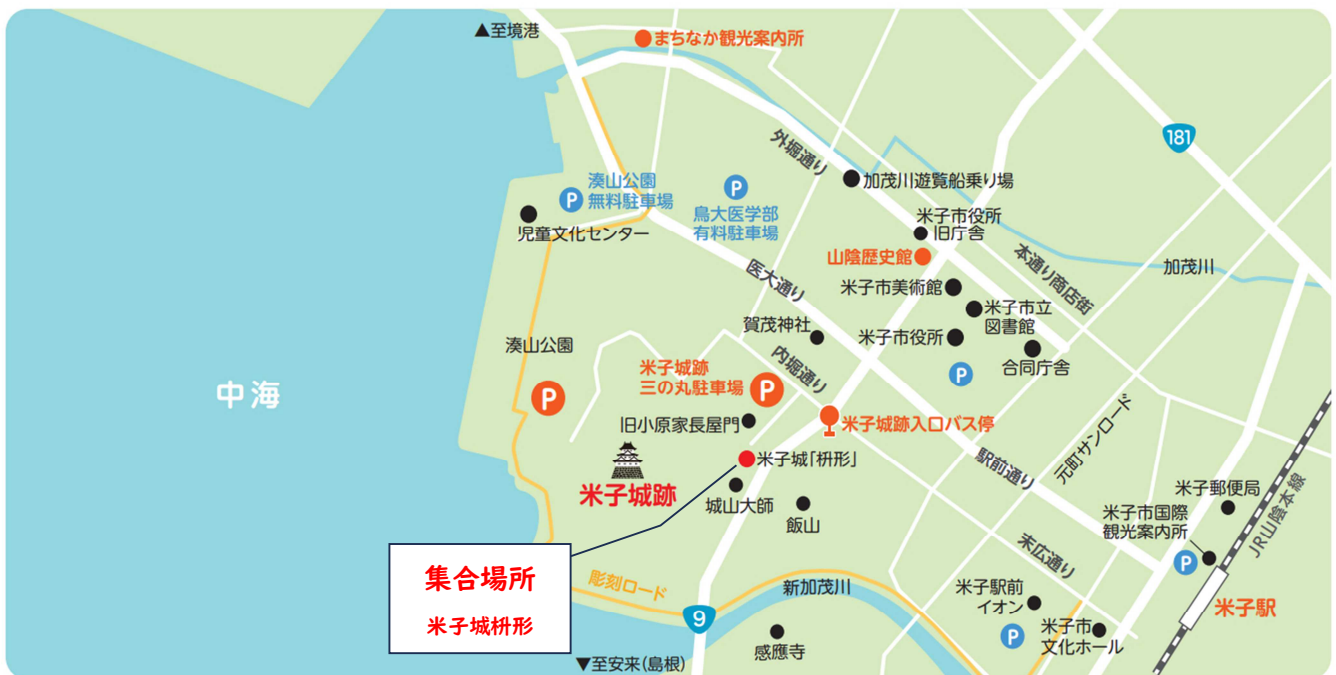 ▲至境港
まちなか観光案内所
181
外堀通り
加茂川遊覧船乗り場
湊山公園
無料駐車場
P
P
鳥大医学部
有料駐車場
児童文化センター
米子市役所
旧庁舎
山陰歴史館
本通り商店街
加茂川
医大通り
米子市美術館
米子市立
図書館
賀茂神社
米子市役所
合同庁舎
P
湊山公園
P
内堀通り
米子城跡
三の丸駐車場
P
中海
旧小原家長屋門
米子城跡入口バス停
元町サンロード
米子城「枡形」
駅前通り
米子城跡
城山大師
飯山
米子郵便局
米子市国際
観光案内所
JR山陰本線
P
末広通り
集合場所
米子城枡形
彫刻ロード
新加茂川
米子駅前
イオン
P
米子駅
9
米子市
文化ホール
感應寺
▼至安来(島根)